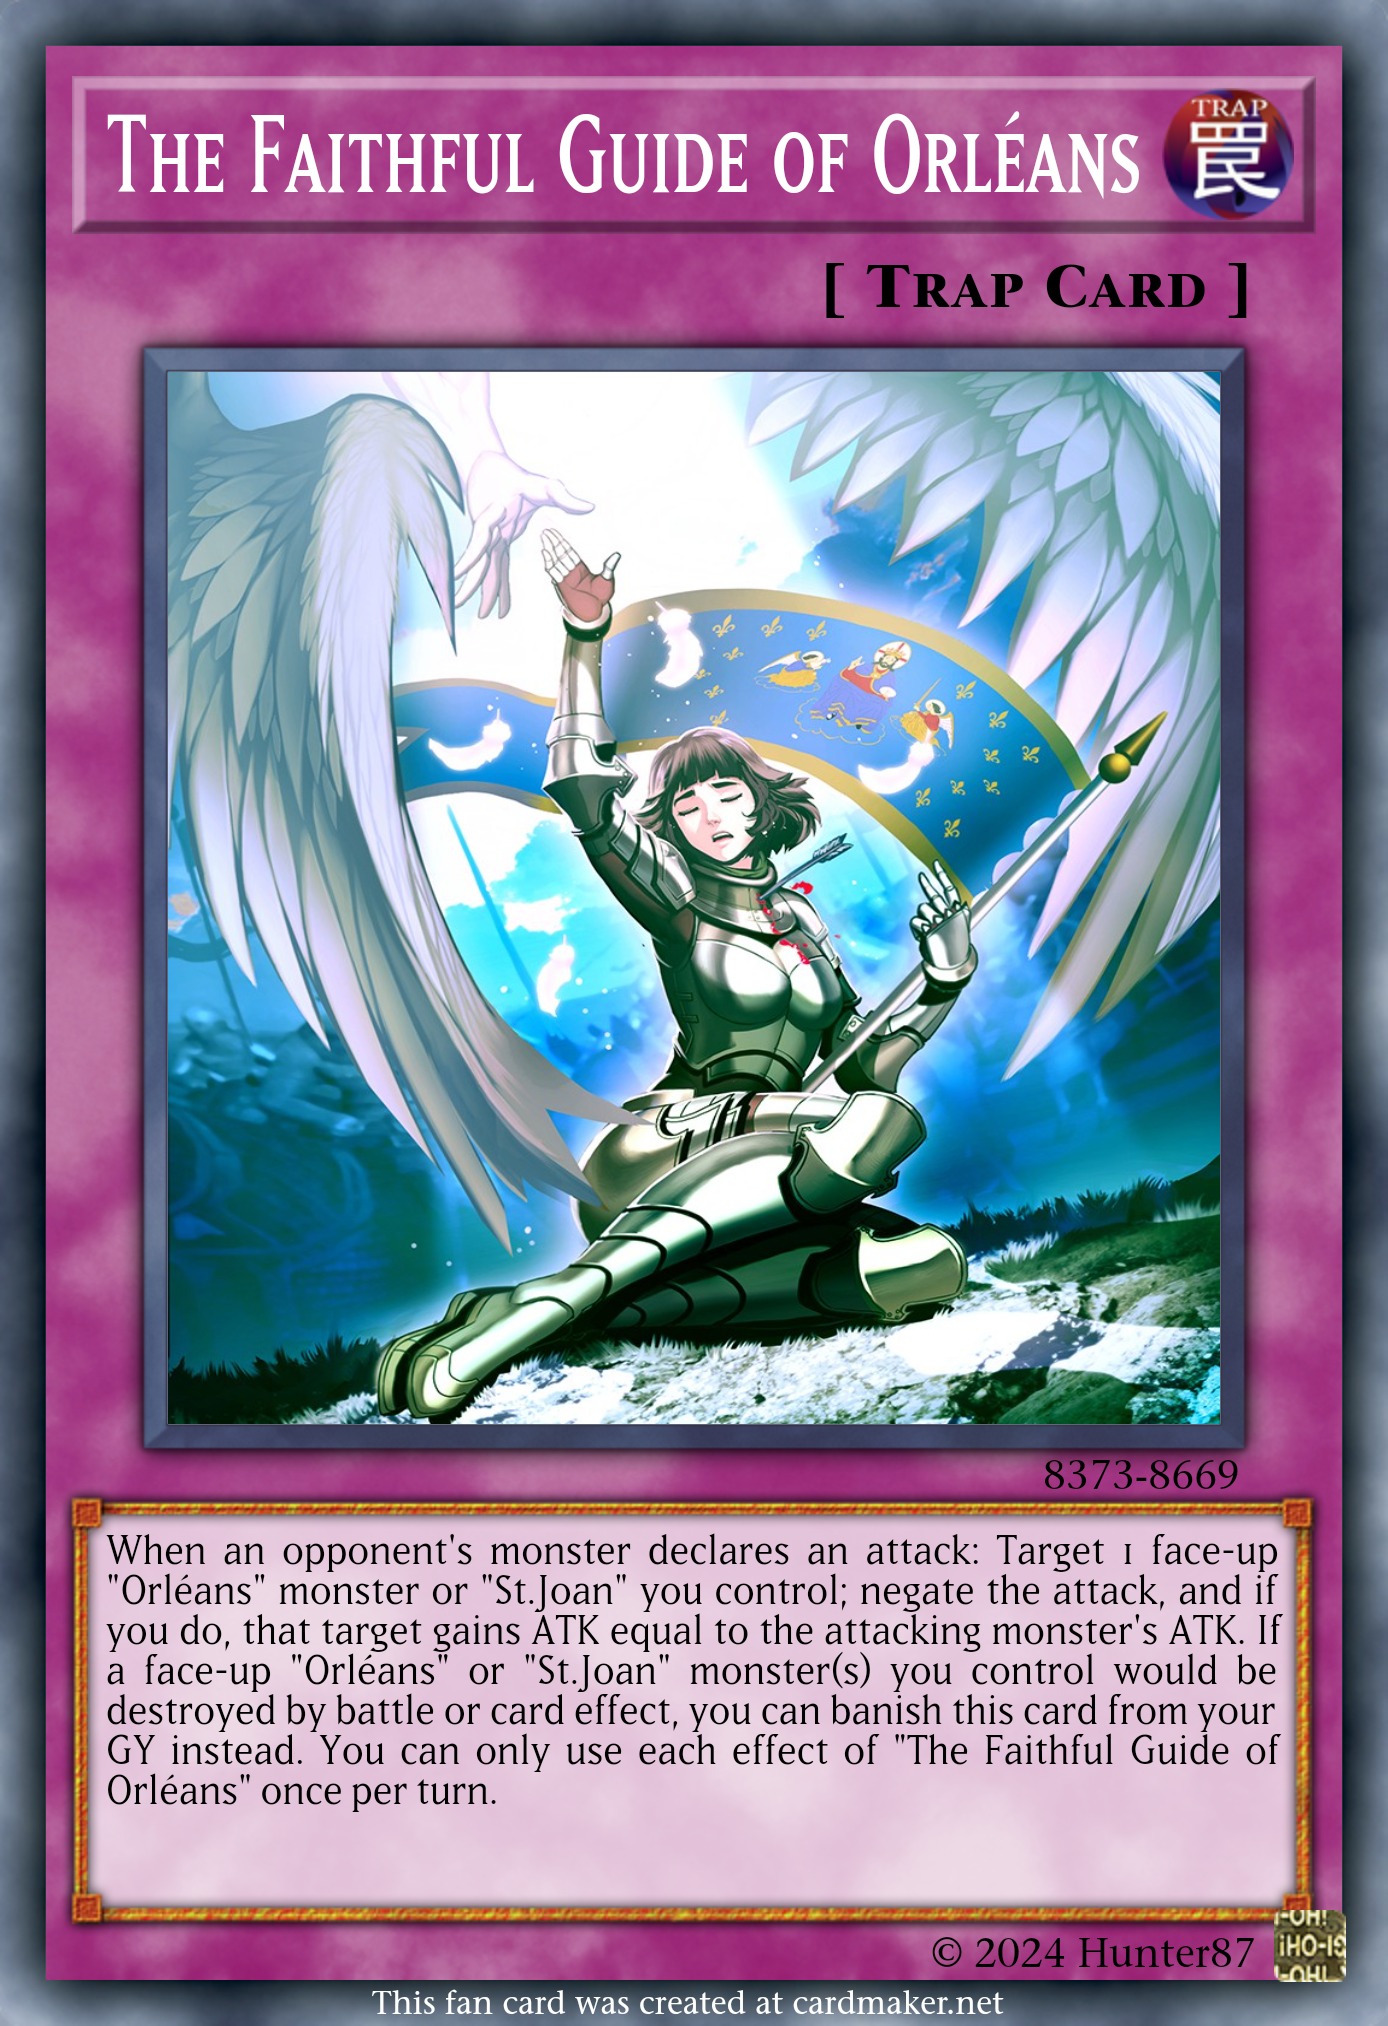 The Faithful Guide of Orléans
TRAP
罠
[ Trap Card ]
8373-8669
When an opponent's monster declares an attack: Target 1 face-up
"Orléans" monster or "St.Joan" you control; negate the attack, and if
you do, that target gains ATK equal to the attacking monster's ATK. If
a face-up "Orléans" or "St.Joan" monster(s) you control would be
destroyed by battle or card effect, you can banish this card from your
GY instead. You can only use each effect of "The Faithful Guide of
Orléans" once per turn.
© 2024 Hunter87
This fan card was created at cardmaker.net